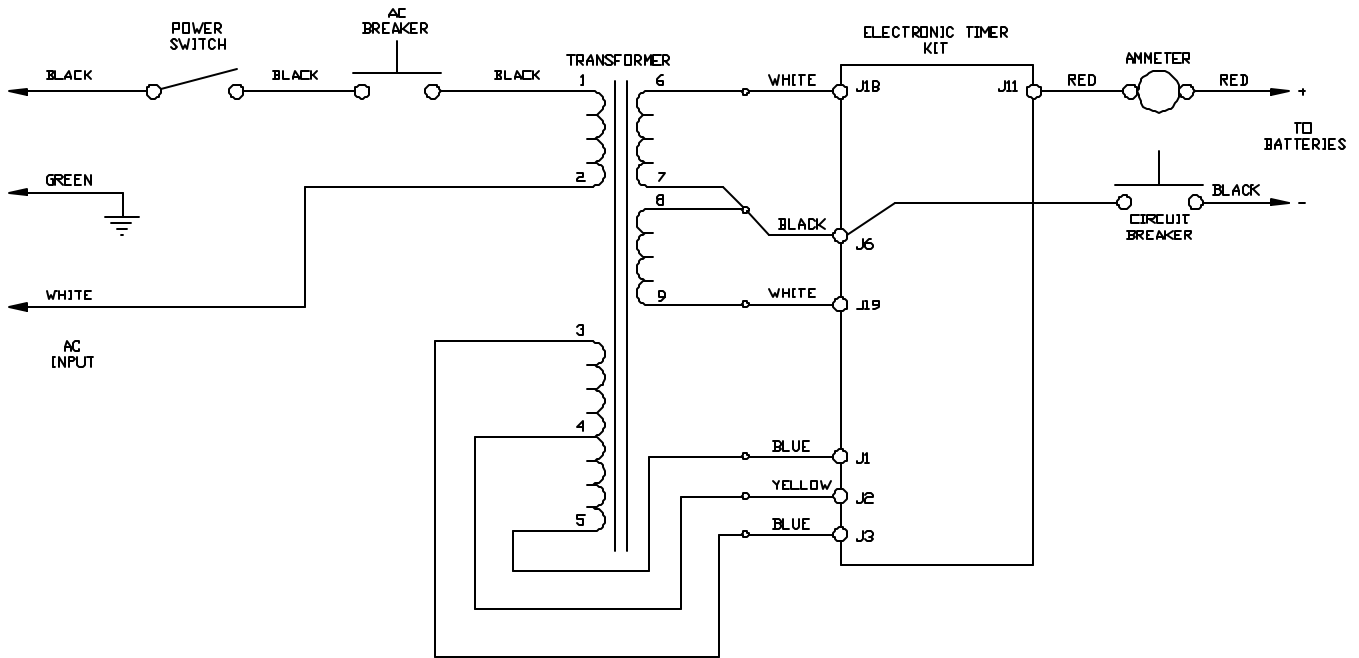 POWER
SWITCH
AC
BREAKER
TRANSFORMER
ELECTRONIC TIMER
KIT
AMMETER
BLACK
BLACK
BLACK
1
6
WHITE
J18
J11
RED
RED
+
TO
BATTERIES
GREEN
2
7
8
BLACK
J6
BLACK
-
CIRCUIT
BREAKER
WHITE
9
WHITE
J19
AC
INPUT
3
4
BLUE
J1
YELLOW
J2
5
BLUE
J3